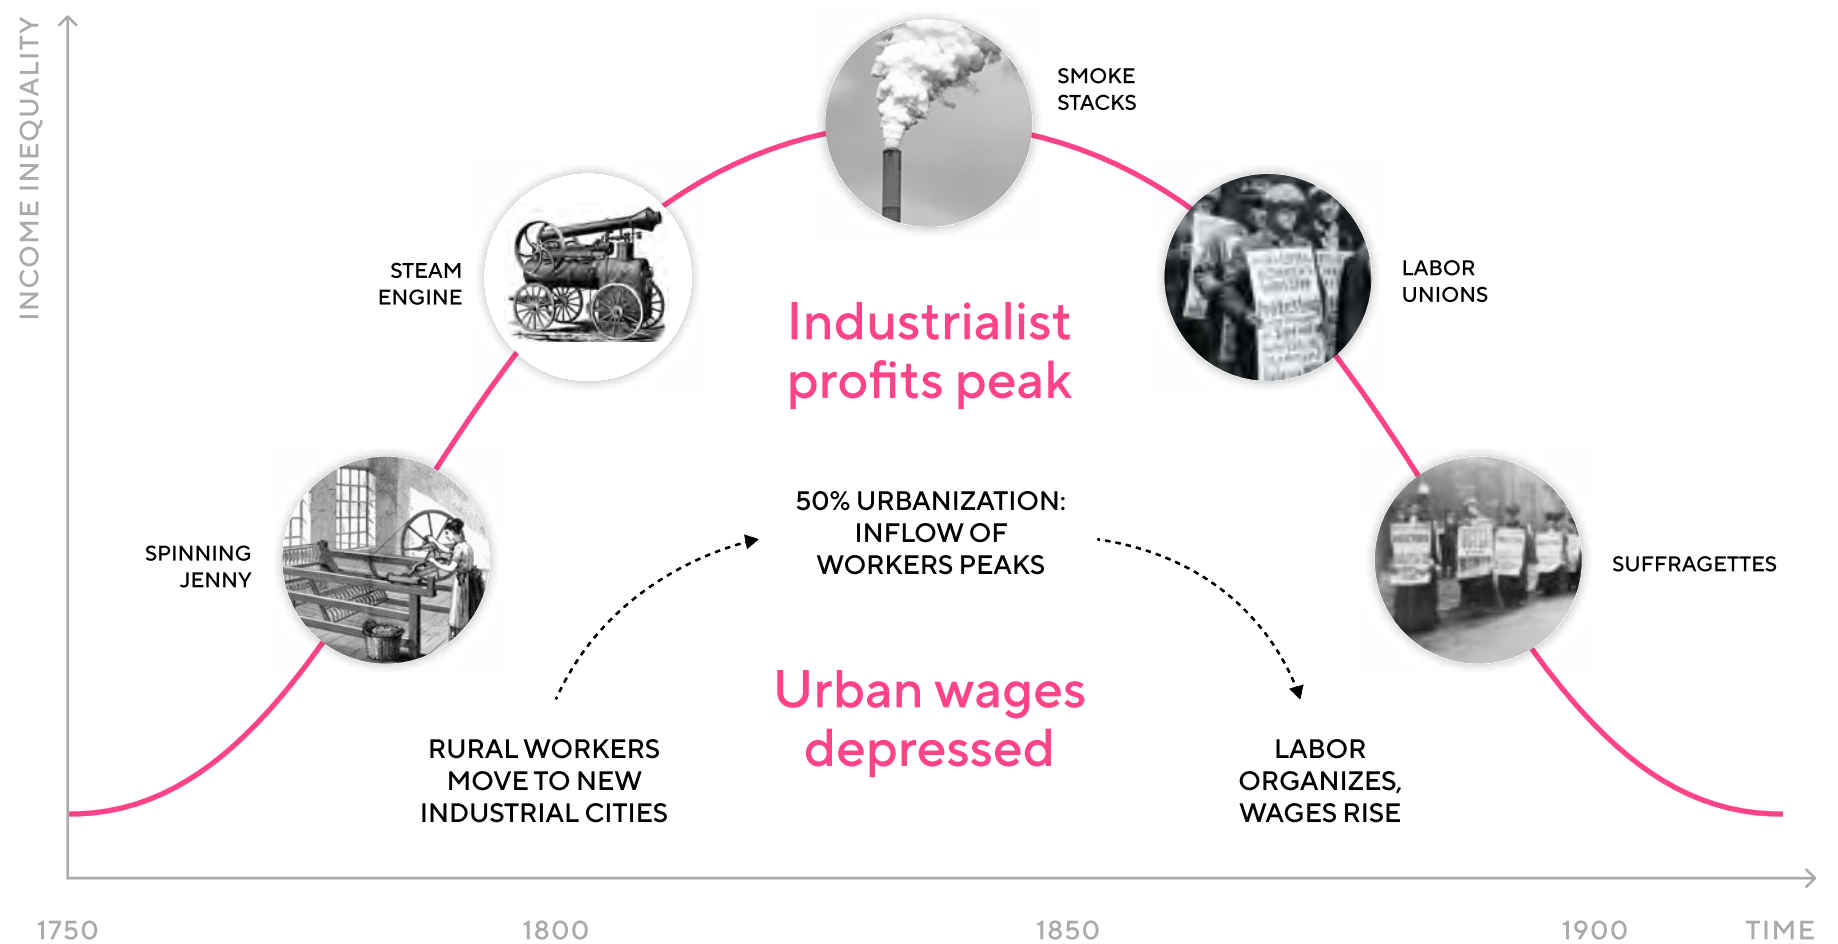 INCOME INEQUALITY
SMOKE
STACKS
STEAM
ENGINE
LABOR
UNIONS
Industrialist
profits peak
SPINNING
JENNY
50% URBANIZATION:
INFLOW OF
WORKERS PEAKS
SUFFRAGETTES
Urban wages
depressed
RURAL WORKERS
MOVE TO NEW
INDUSTRIAL CITIES
LABOR
ORGANIZES,
WAGES RISE
1750
1800
1850
1900
TIME